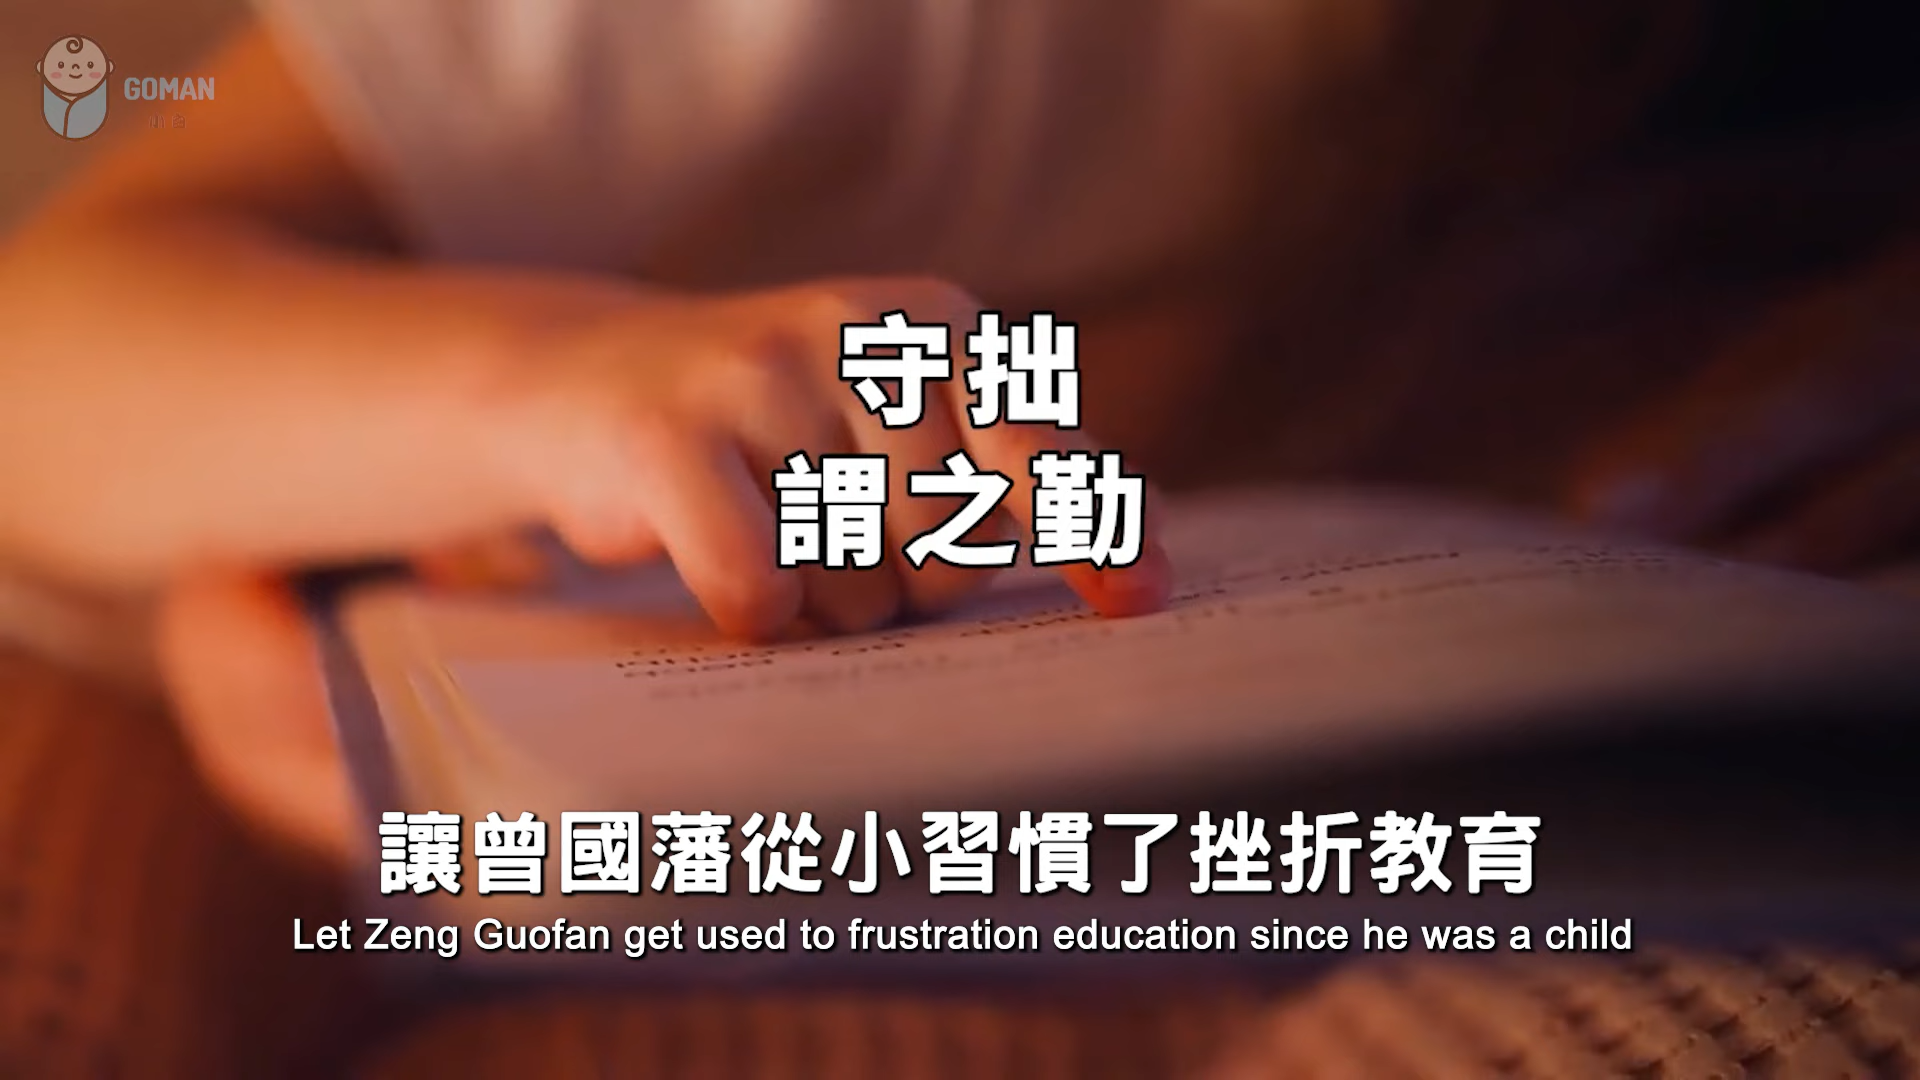 GOMAN
守拙
謂之勤
讓曾國藩從小習慣了挫折教育
Let Zeng Guofan get used to frustration education since he was a child